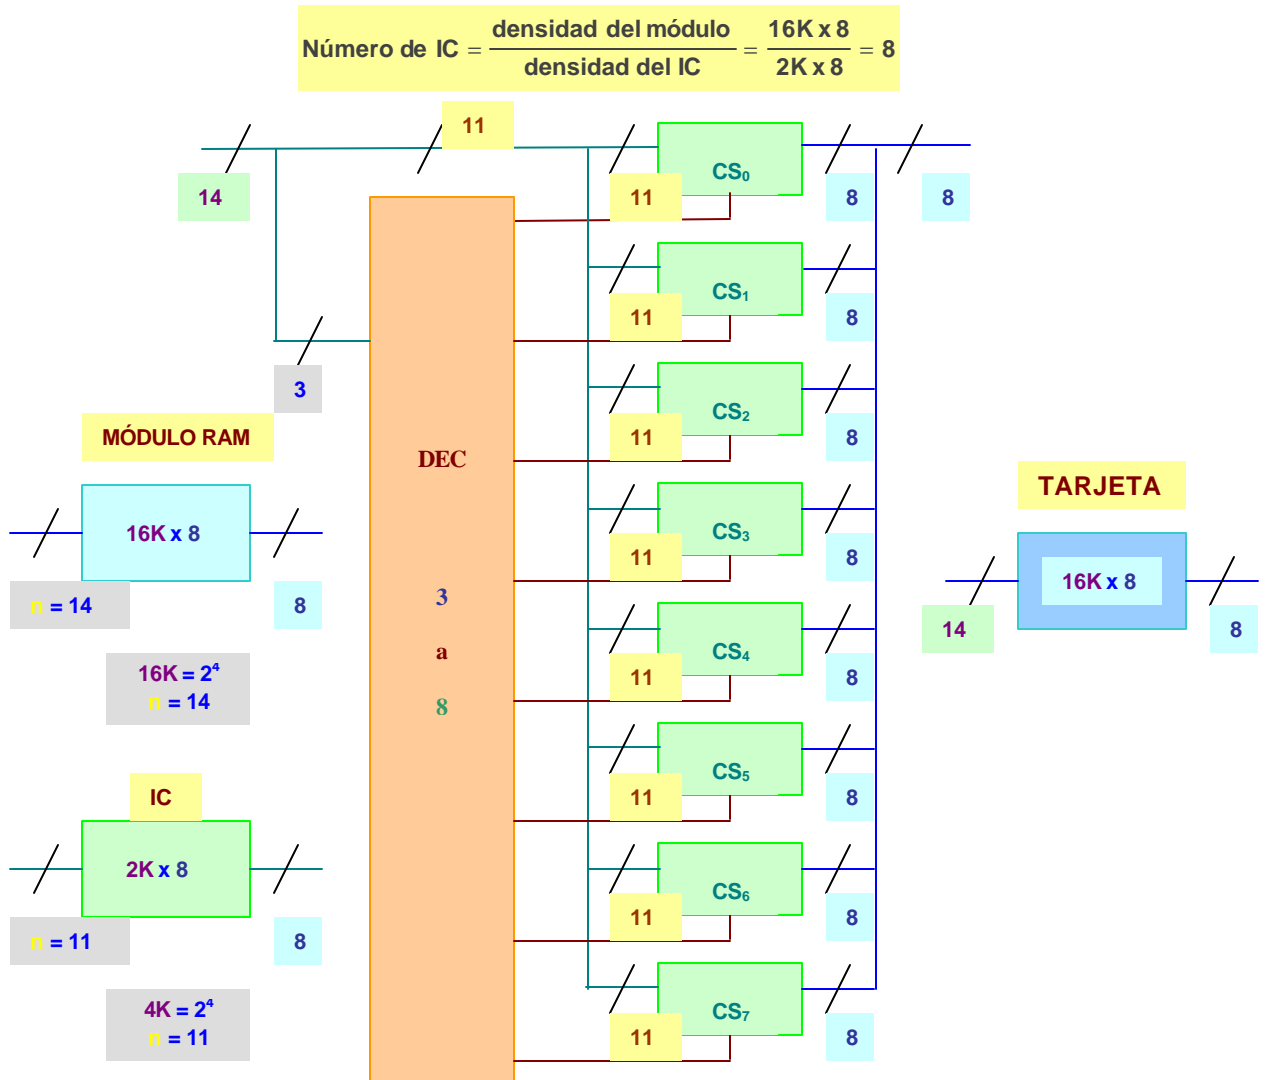 Número de IC = densidad del módulo / densidad del IC = 16K x 8 / 2K x 8 = 8
11
14
3
CS₀
11
8
8
CS₁
11
8
CS₂
11
8
CS₃
11
8
CS₄
11
8
CS₅
11
8
CS₆
11
8
CS₇
11
8
DEC
3
a
8
MÓDULO RAM
16K x 8
n = 14
8
16K = 2⁴
n = 14
IC
2K x 8
n = 11
8
4K = 2⁴
n = 11
TARJETA
16K x 8
14
8